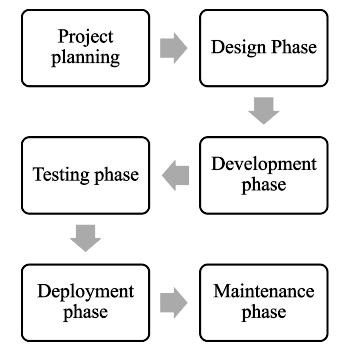 Project
planning
Design Phase
Development
phase
Testing phase
Deployment
phase
Maintenance
phase